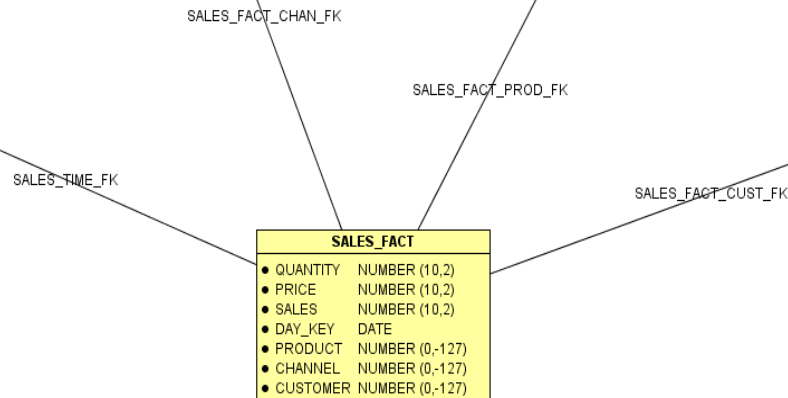 SALES_FACT_CHAN_FK
SALES_FACT_PROD_FK
SALES_TIME_FK
SALES_FACT_CUST_FK
SALES_FACT
QUANTITY NUMBER (10,2)
PRICE NUMBER (10,2)
SALES NUMBER (10,2)
DAY_KEY DATE
PRODUCT NUMBER (0,-127)
CHANNEL NUMBER (0,-127)
CUSTOMER NUMBER (0,-127)